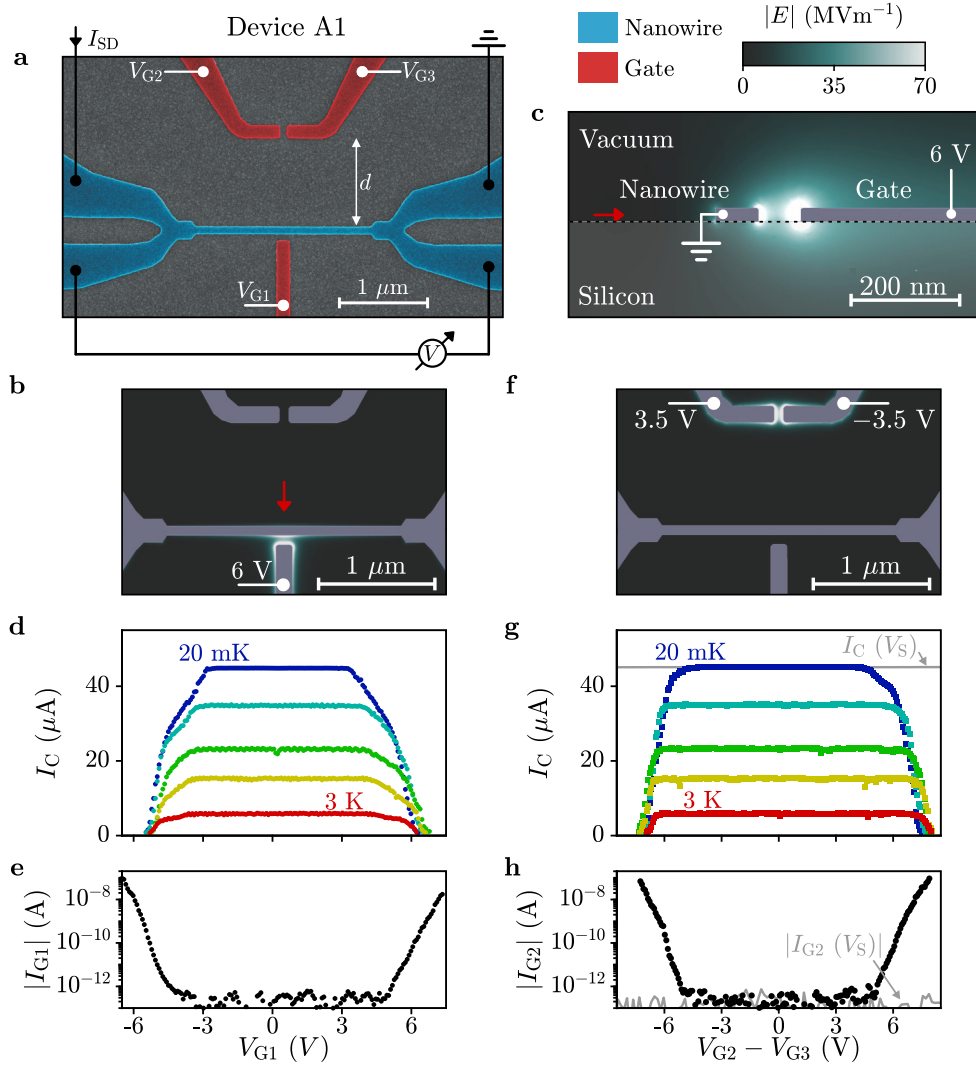 Device A1
I_SD
a
V_G2
V_G3
d
V_G1
1 μm
V
Nanowire
Gate
|E| (MVm⁻¹)
0 35 70
c
Vacuum
6 V
Nanowire
Gate
Silicon
200 nm
b
6 V
1 μm
f
3.5 V
−3.5 V
1 μm
d
20 mK
3 K
I_C (μA)
40
20
0
g
20 mK
I_C (V_S)
3 K
I_C (μA)
40
20
0
e
|I_G1| (A)
10⁻⁸
10⁻¹⁰
10⁻¹²
-6 -3 0 3 6
V_G1 (V)
h
|I_G2| (A)
10⁻⁸
10⁻¹⁰
10⁻¹²
|I_G2 (V_S)|
-6 -3 0 3 6
V_G2 − V_G3 (V)